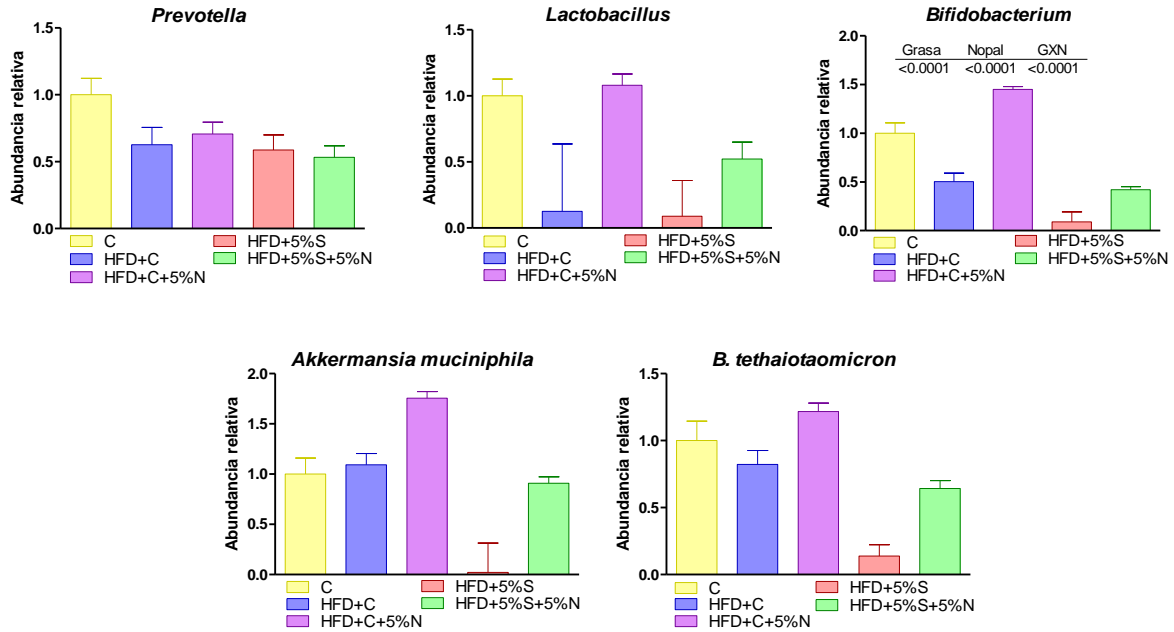 Prevotella
Abundancia relativa
1.5
1.0
0.5
0.0
C
HFD+C
HFD+C+5%N
HFD+5%S
HFD+5%S+5%N
Lactobacillus
Abundancia relativa
1.5
1.0
0.5
0.0
C
HFD+C
HFD+C+5%N
HFD+5%S
HFD+5%S+5%N
Bifidobacterium
Abundancia relativa
2.0
1.5
1.0
0.5
0.0
Grasa Nopal GXN
<0.0001 <0.0001 <0.0001
C
HFD+C
HFD+C+5%N
HFD+5%S
HFD+5%S+5%N
Akkermansia muciniphila
Abundancia relativa
2.0
1.5
1.0
0.5
0.0
C
HFD+C
HFD+C+5%N
HFD+5%S
HFD+5%S+5%N
B. tethaiotaomicron
Abundancia relativa
1.5
1.0
0.5
0.0
C
HFD+C
HFD+C+5%N
HFD+5%S
HFD+5%S+5%N